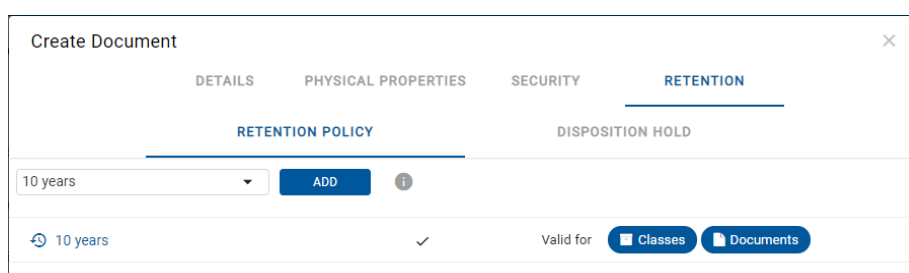 Create Document
DETAILS PHYSICAL PROPERTIES SECURITY RETENTION
RETENTION POLICY DISPOSITION HOLD
10 years ADD
10 years Valid for Classes Documents